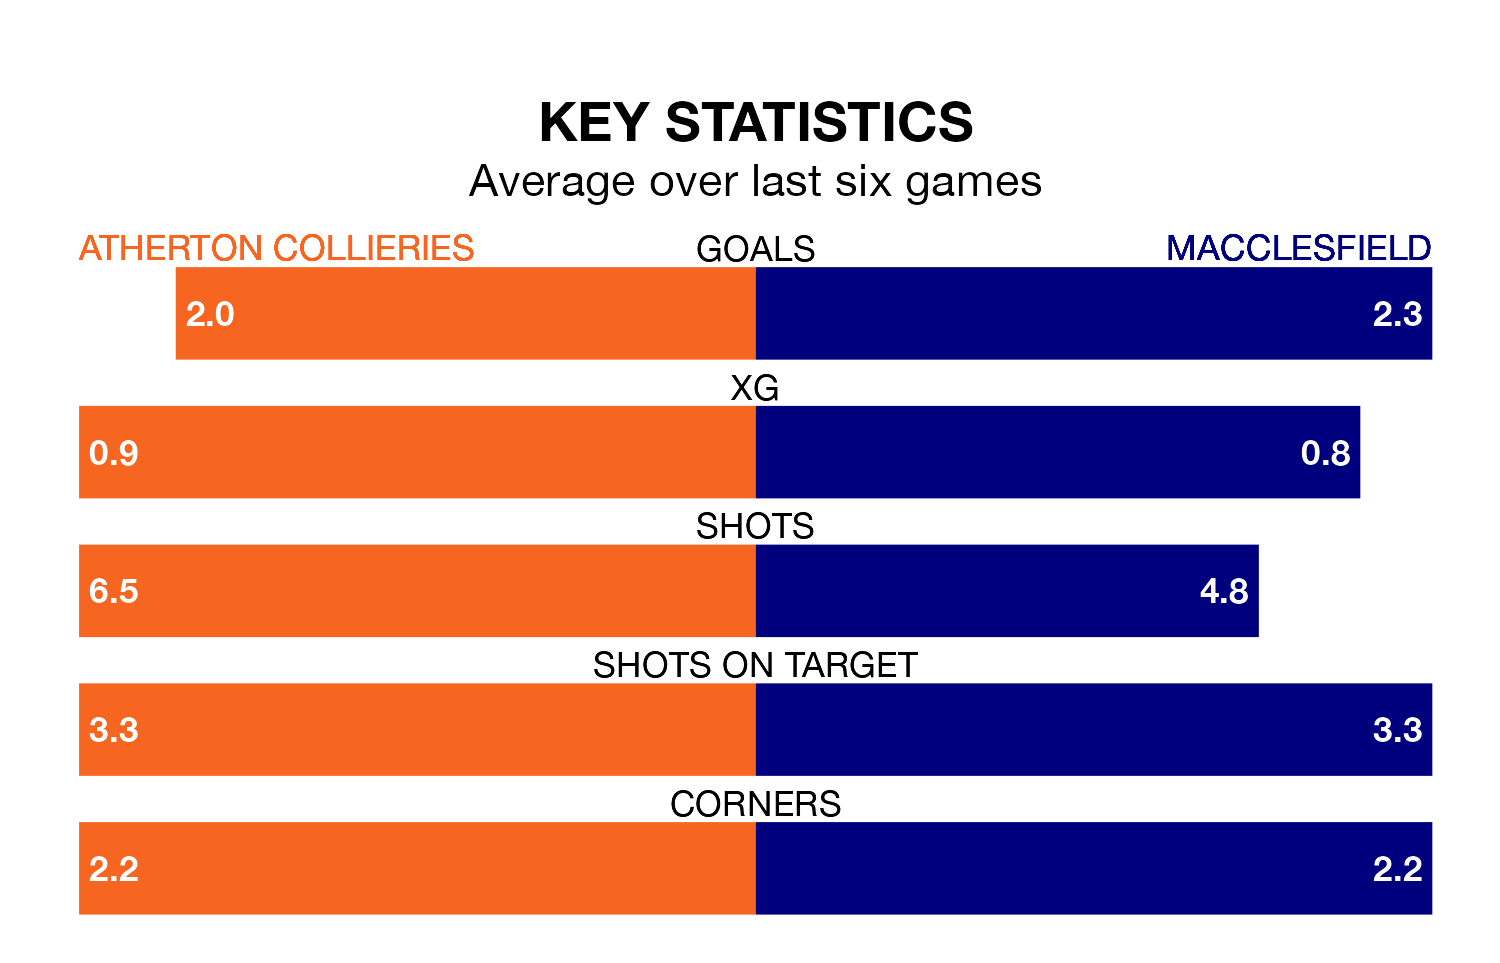 KEY STATISTICS
Average over last six games
ATHERTON COLLIERIES GOALS MACCLESFIELD
2.0 2.3
XG
0.9 0.8
SHOTS
6.5 4.8
SHOTS ON TARGET
3.3 3.3
CORNERS
2.2 2.2